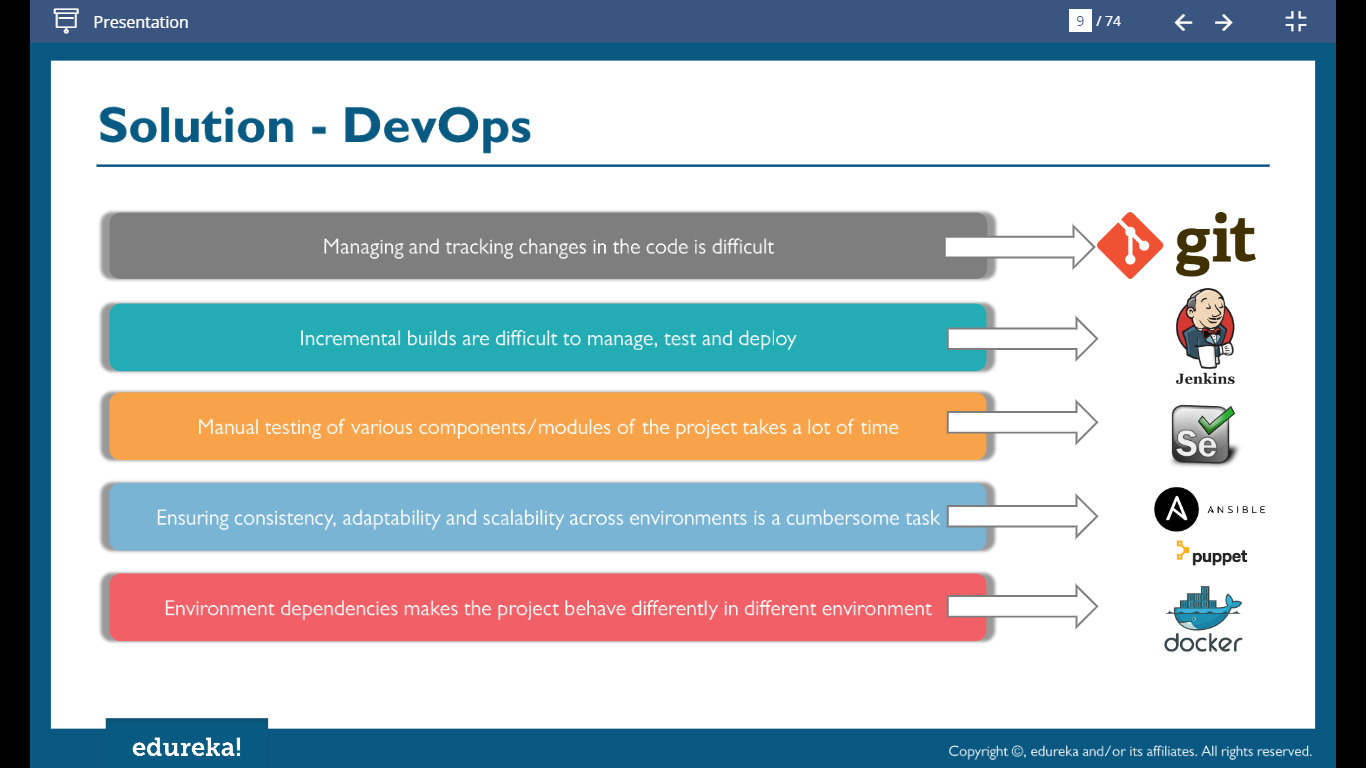 Presentation
9 / 74
Solution - DevOps
Managing and tracking changes in the code is difficult
git
Incremental builds are difficult to manage, test and deploy
Jenkins
Manual testing of various components/modules of the project takes a lot of time
Se
Ensuring consistency, adaptability and scalability across environments is a cumbersome task
A ANSIBLE
puppet
Environment dependencies makes the project behave differently in different environment
docker
edureka!
Copyright ©, edureka and/or its affiliates. All rights reserved.